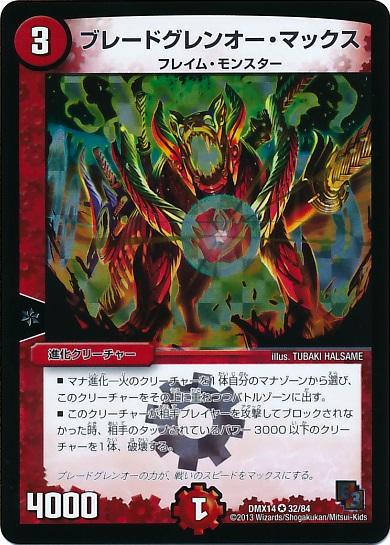 3
ブレードグレンオー・マックス
フレイム・モンスター
進化クリーチャー
illus. TUBAKI HALSAME
■ マナ進化－火のクリーチャーを1体自分のマナゾーンから選び、
このクリーチャーをその上に重ねつつバトルゾーンに出す。
■ このクリーチャーが相手プレイヤーを攻撃してブロックされな
かった時、相手のタップされているパワー3000以下のクリー
チャーを1体、破壊する。
ブレードグレンオーの力が、戦いのスピードをマックスにする。
4000
1
DMX14 32/84
©2013 Wizards/Shogakukan/Mitsui-Kids
E3